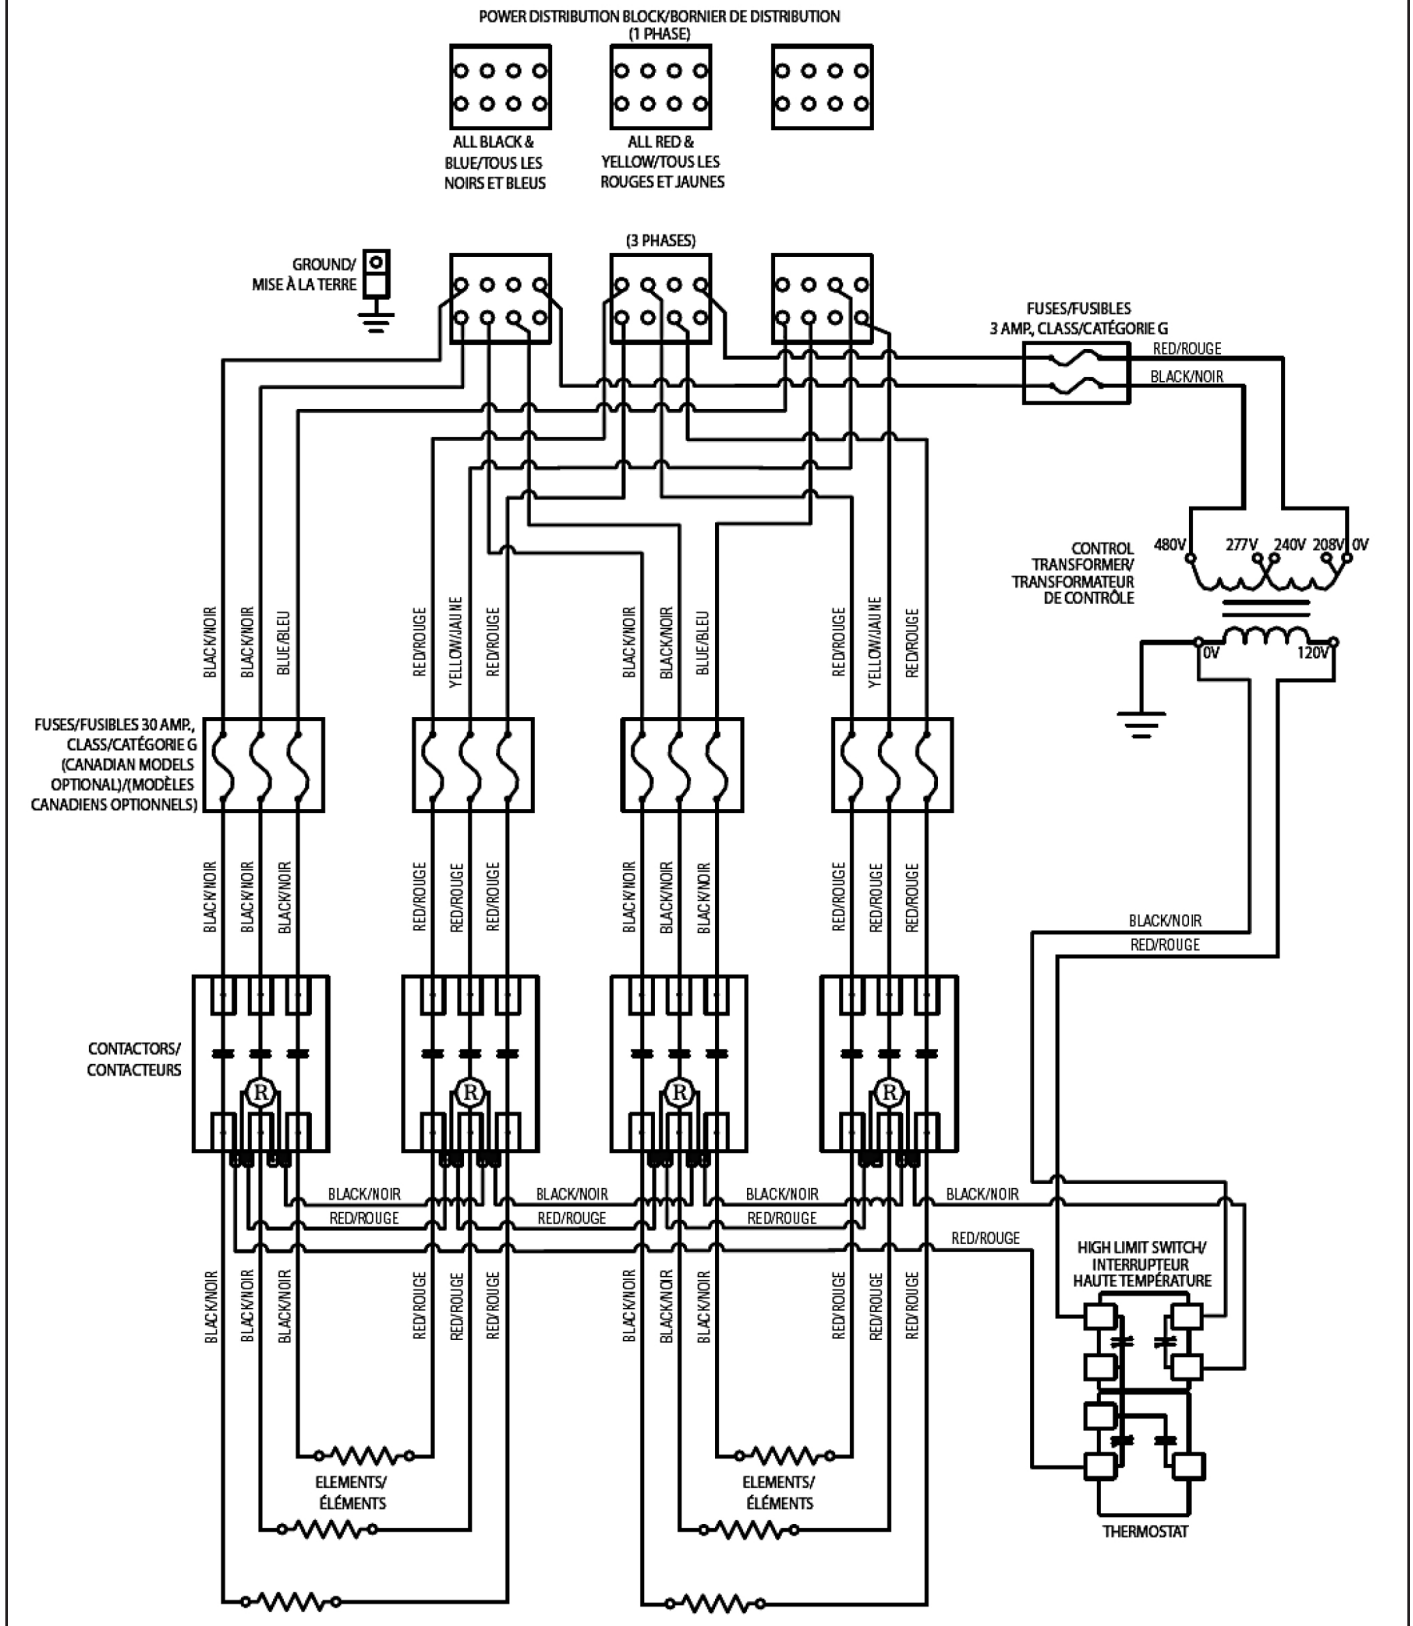 POWER DISTRIBUTION BLOCK/BORNIER DE DISTRIBUTION
(1 PHASE)
ALL BLACK &
BLUE/TOUS LES
NOIRS ET BLEUS
ALL RED &
YELLOW/TOUS LES
ROUGES ET JAUNES
(3 PHASES)
GROUND/
MISE À LA TERRE
FUSES/FUSIBLES
3 AMP., CLASS/CATÉGORIE G
RED/ROUGE
BLACK/NOIR
CONTROL
TRANSFORMER/
TRANSFORMATEUR
DE CONTRÔLE
480V 277V 240V 208V 0V
0V 120V
BLACK/NOIR
BLACK/NOIR
BLUE/BLEU
RED/ROUGE
YELLOW/JAUNE
RED/ROUGE
BLACK/NOIR
BLACK/NOIR
BLUE/BLEU
RED/ROUGE
YELLOW/JAUNE
RED/ROUGE
FUSES/FUSIBLES 30 AMP.,
CLASS/CATÉGORIE G
(CANADIAN MODELS
OPTIONAL)/(MODÈLES
CANADIENS OPTIONNELS)
BLACK/NOIR
BLACK/NOIR
BLACK/NOIR
RED/ROUGE
RED/ROUGE
RED/ROUGE
BLACK/NOIR
BLACK/NOIR
BLACK/NOIR
RED/ROUGE
RED/ROUGE
RED/ROUGE
BLACK/NOIR
RED/ROUGE
CONTACTORS/
CONTACTEURS
R
R
R
R
BLACK/NOIR
BLACK/NOIR
BLACK/NOIR
BLACK/NOIR
RED/ROUGE
RED/ROUGE
RED/ROUGE
RED/ROUGE
HIGH LIMIT SWITCH/
INTERRUPTEUR
HAUTE TEMPÉRATURE
BLACK/NOIR
BLACK/NOIR
BLACK/NOIR
RED/ROUGE
RED/ROUGE
RED/ROUGE
BLACK/NOIR
BLACK/NOIR
BLACK/NOIR
RED/ROUGE
RED/ROUGE
RED/ROUGE
ELEMENTS/
ÉLÉMENTS
ELEMENTS/
ÉLÉMENTS
THERMOSTAT